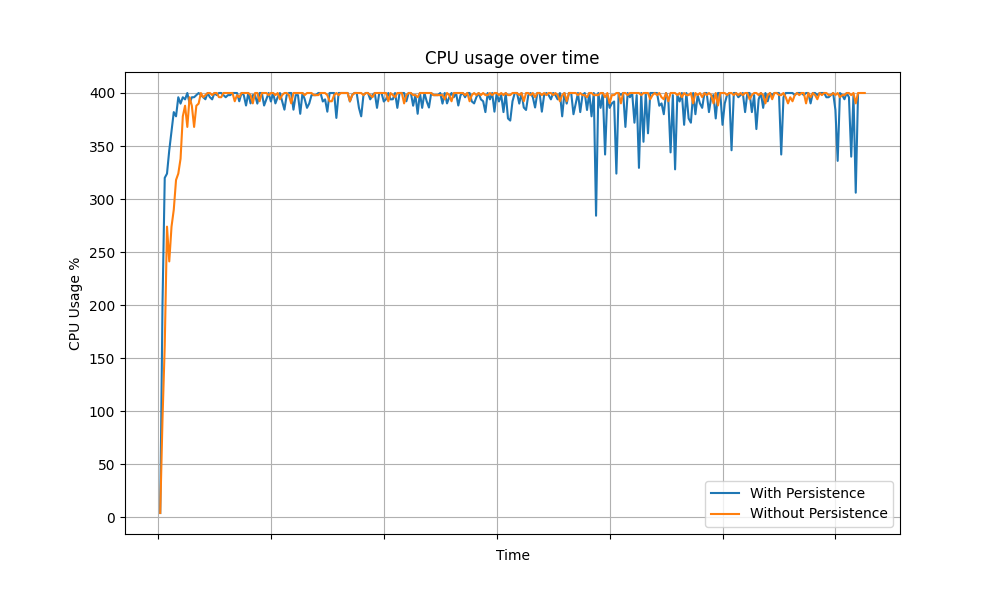 CPU usage over time
CPU Usage %
400
350
300
250
200
150
100
50
0
With Persistence
Without Persistence
Time